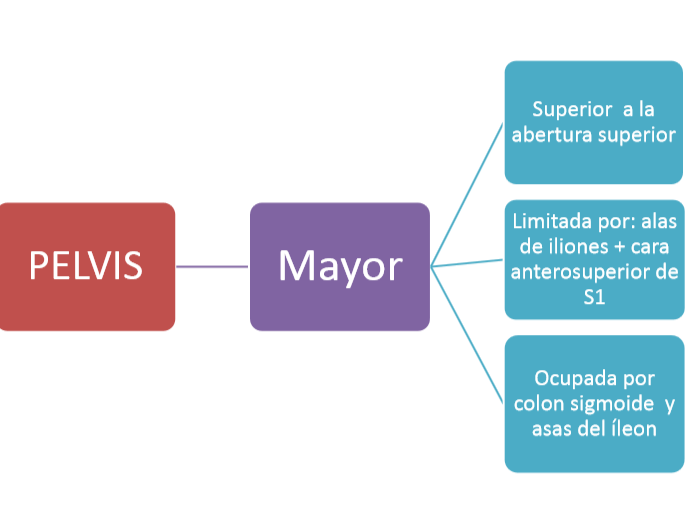 PELVIS
Mayor
Superior  a la
abertura superior
Limitada por: alas
de iliones + cara
anterosuperior de
S1
Ocupada por
colon sigmoide  y
asas del íleon